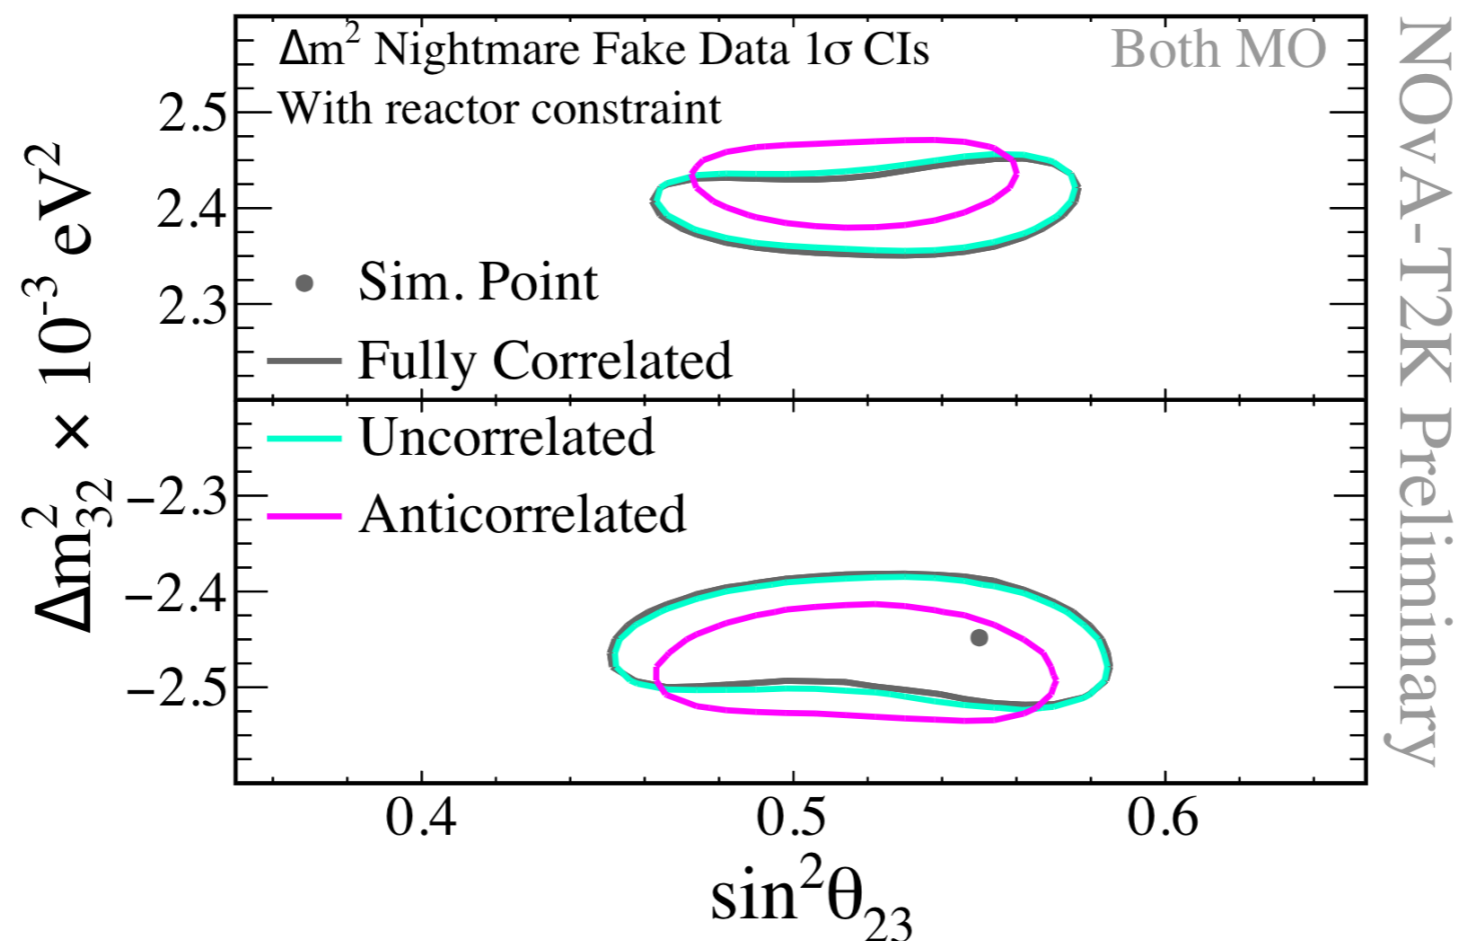 Δm² Nightmare Fake Data 1σ CIs
With reactor constraint
Both MO
NOvA-T2K Preliminary
Δm²₃₂ × 10⁻³ eV2
2.5
2.4
2.3
Sim. Point
Fully Correlated
Uncorrelated
Anticorrelated
−2.3
−2.4
−2.5
0.4 0.5 0.6
sin²θ₂₃